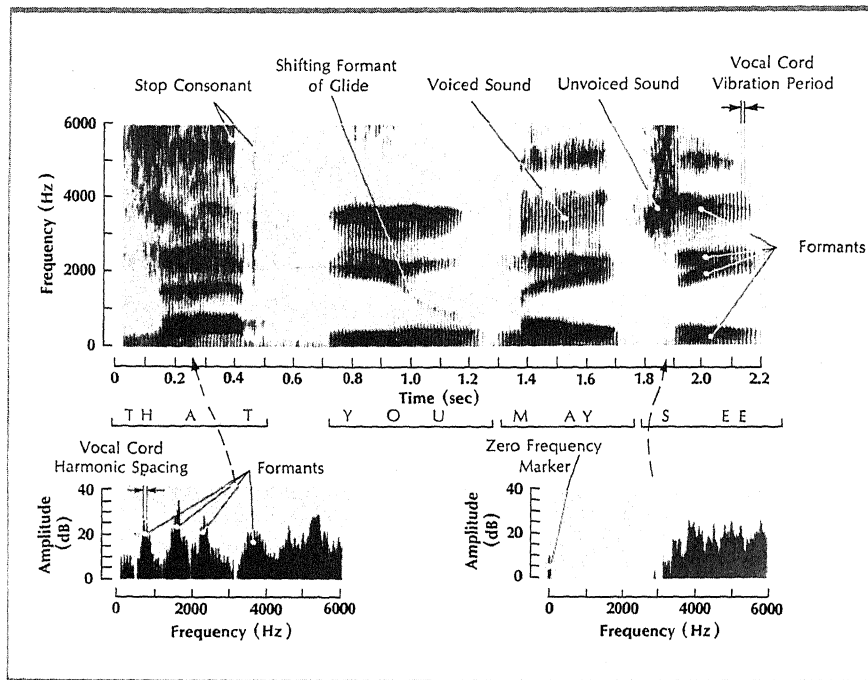 Stop Consonant
Shifting Formant
of Glide
Voiced Sound
Unvoiced Sound
Vocal Cord
Vibration Period
6000
4000
2000
0
Frequency (Hz)
Formants
0 0.2 0.4 0.6 0.8 1.0 1.2 1.4 1.6 1.8 2.0 2.2
Time (sec)
TH A T Y O U M AY S EE
Vocal Cord
Harmonic Spacing
Formants
40
20
0
Amplitude
(dB)
0 2000 4000 6000
Frequency (Hz)
Zero Frequency
Marker
40
20
0
Amplitude
(dB)
0 2000 4000 6000
Frequency (Hz)